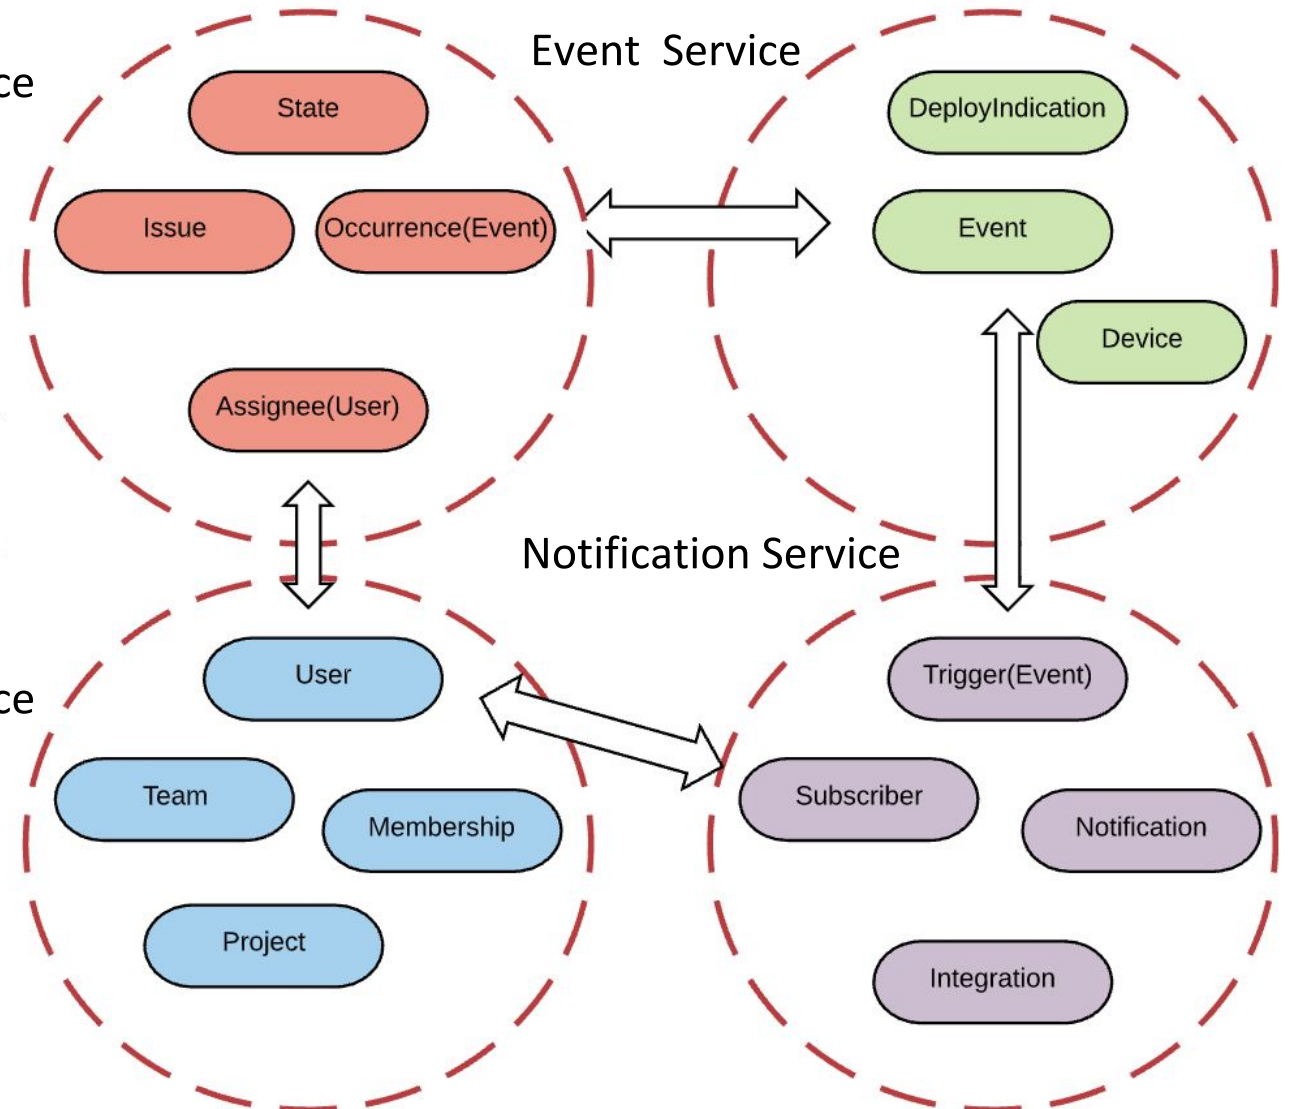 Event Service
State
DeployIndication
Issue
Occurrence(Event)
Event
Device
Assignee(User)
Notification Service
User
Trigger(Event)
Team
Membership
Subscriber
Notification
Project
Integration